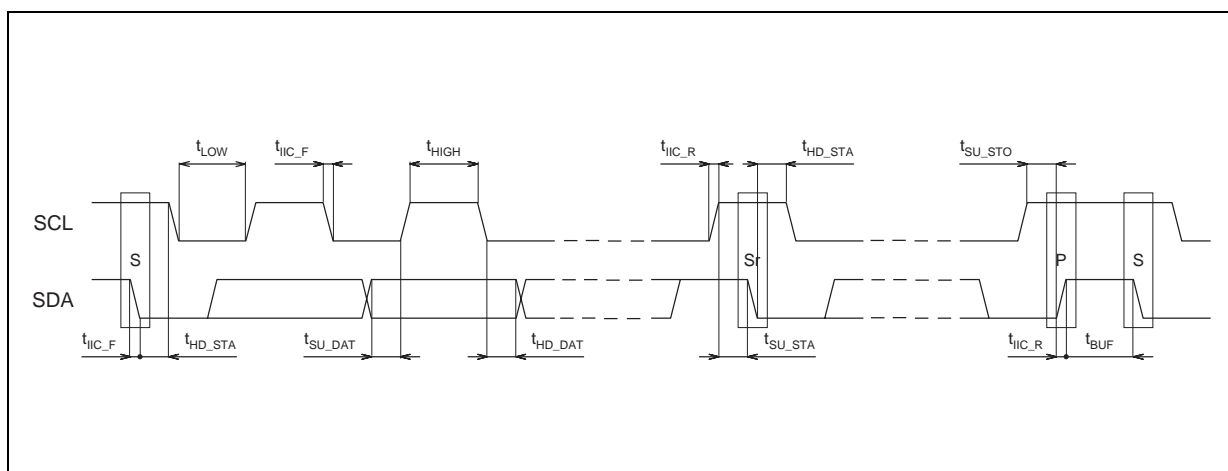 tLOW tIIC_F tHIGH tIIC_R tHD_STA tSU_STO
SCL
S Sr P S
SDA
tIIC_F tHD_STA tSU_DAT tHD_DAT tSU_STA tIIC_R tBUF